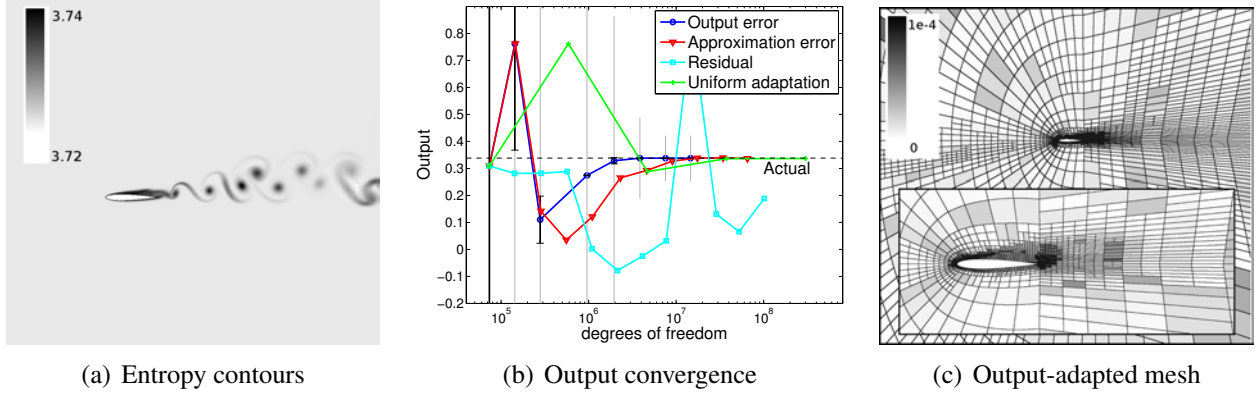 3.74
3.72
(a) Entropy contours
0.8
0.7
0.6
0.5
0.4
0.3
0.2
0.1
0
-0.1
-0.2
Output
Output error
Approximation error
Residual
Uniform adaptation
Actual
10^5
10^6
10^7
10^8
degrees of freedom
(b) Output convergence
1e-4
0
(c) Output-adapted mesh